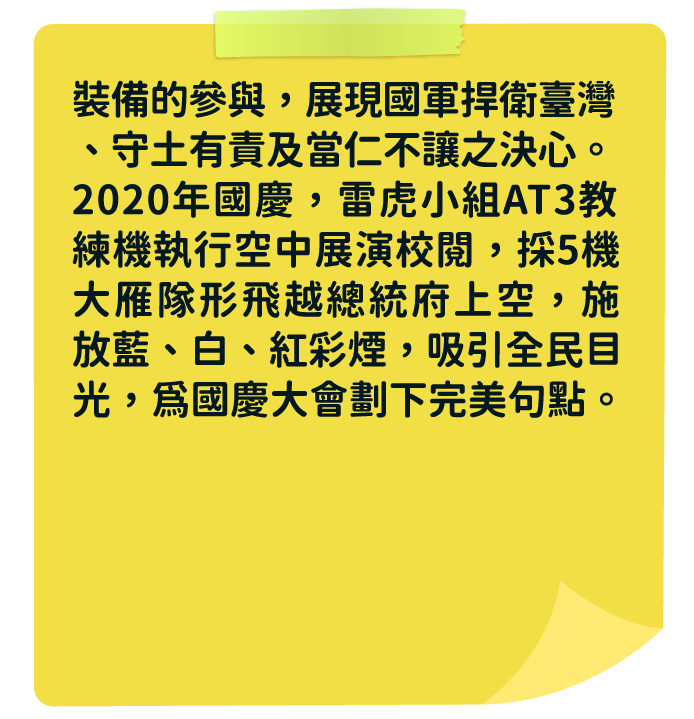 裝備的參與，展現國軍捍衛臺灣
、守土有責及當仁不讓之決心。
2020年國慶，雷虎小組AT3教
練機執行空中展演校閱，採5機
大雁隊形飛越總統府上空，施
放藍、白、紅彩煙，吸引全民目
光，為國慶大會劃下完美句點。